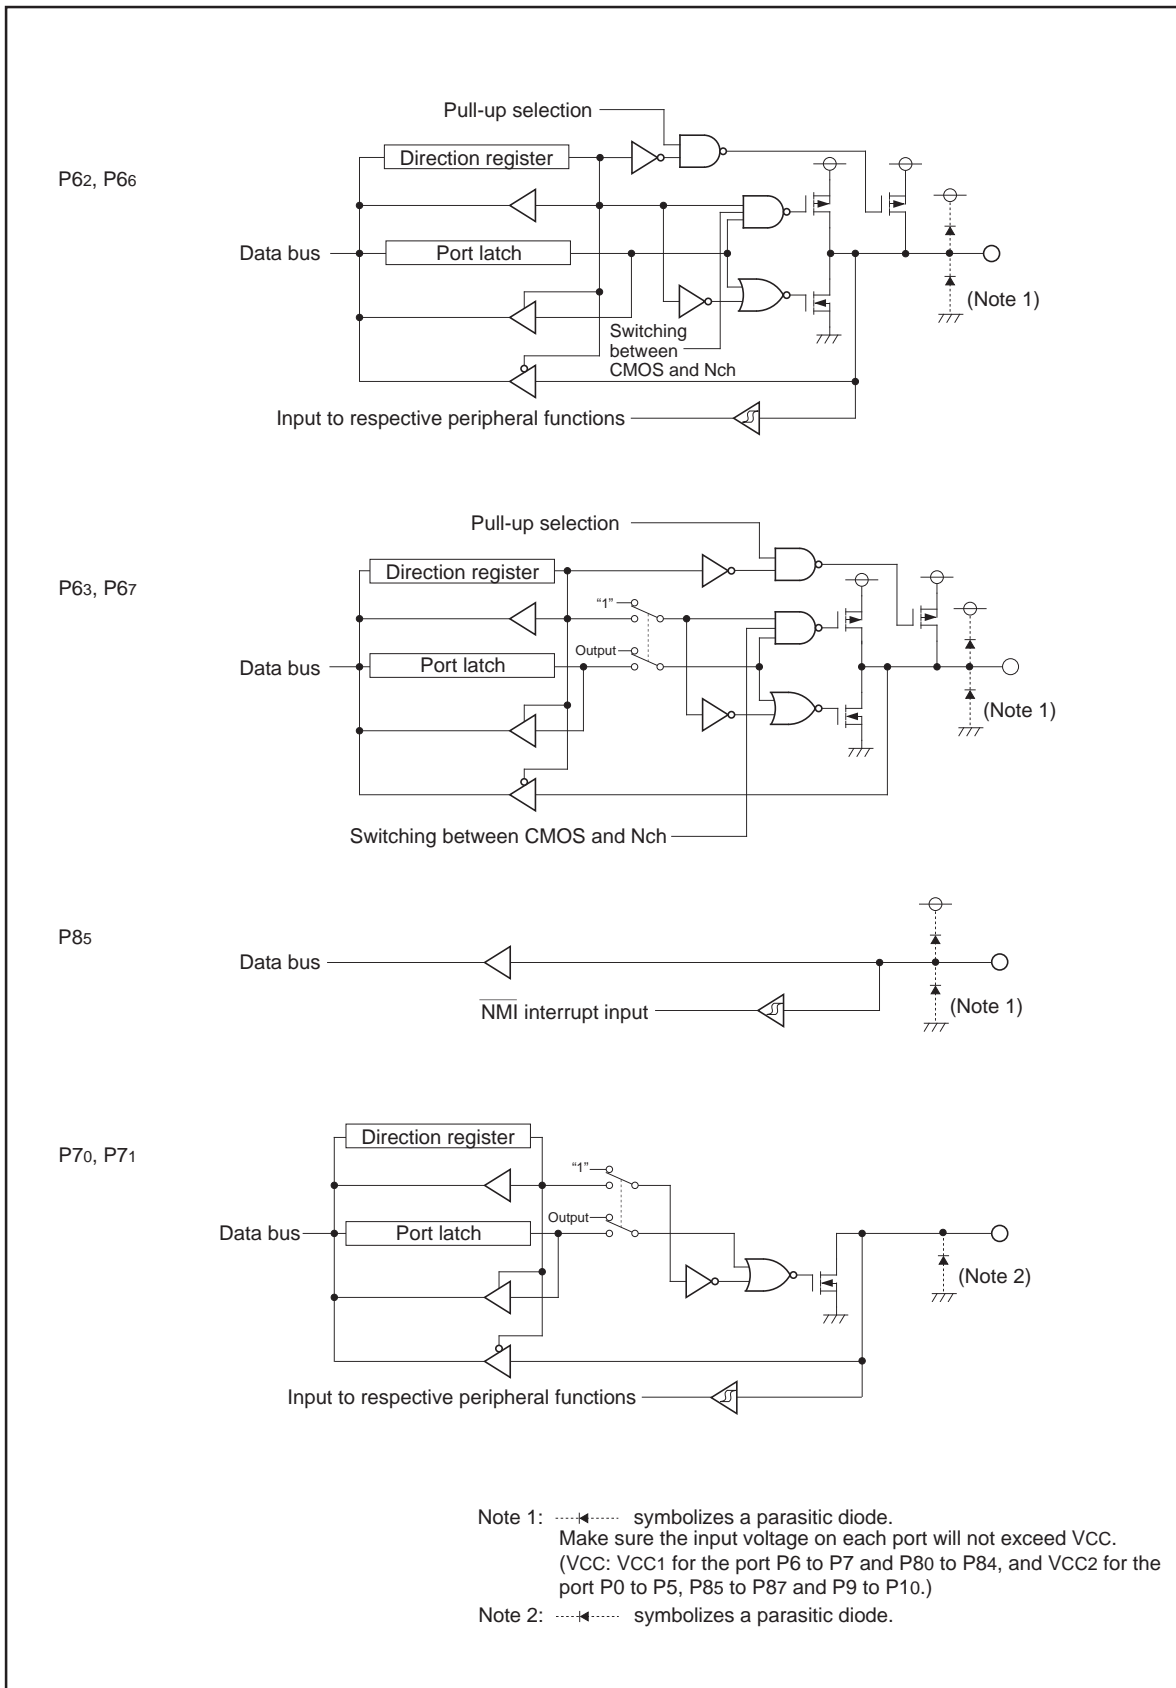 Pull-up selection
P62, P66
Direction register
Data bus
Port latch
(Note 1)
Switching
between
CMOS and Nch
Input to respective peripheral functions
Pull-up selection
P63, P67
Direction register
“1”
Output
Data bus
Port latch
(Note 1)
Switching between CMOS and Nch
P85
Data bus
NMI interrupt input
(Note 1)
P70, P71
Direction register
“1”
Output
Data bus
Port latch
(Note 2)
Input to respective peripheral functions
Note 1: symbolizes a parasitic diode.
Make sure the input voltage on each port will not exceed VCC.
(VCC: VCC1 for the port P6 to P7 and P80 to P84, and VCC2 for the
port P0 to P5, P85 to P87 and P9 to P10.)
Note 2: symbolizes a parasitic diode.